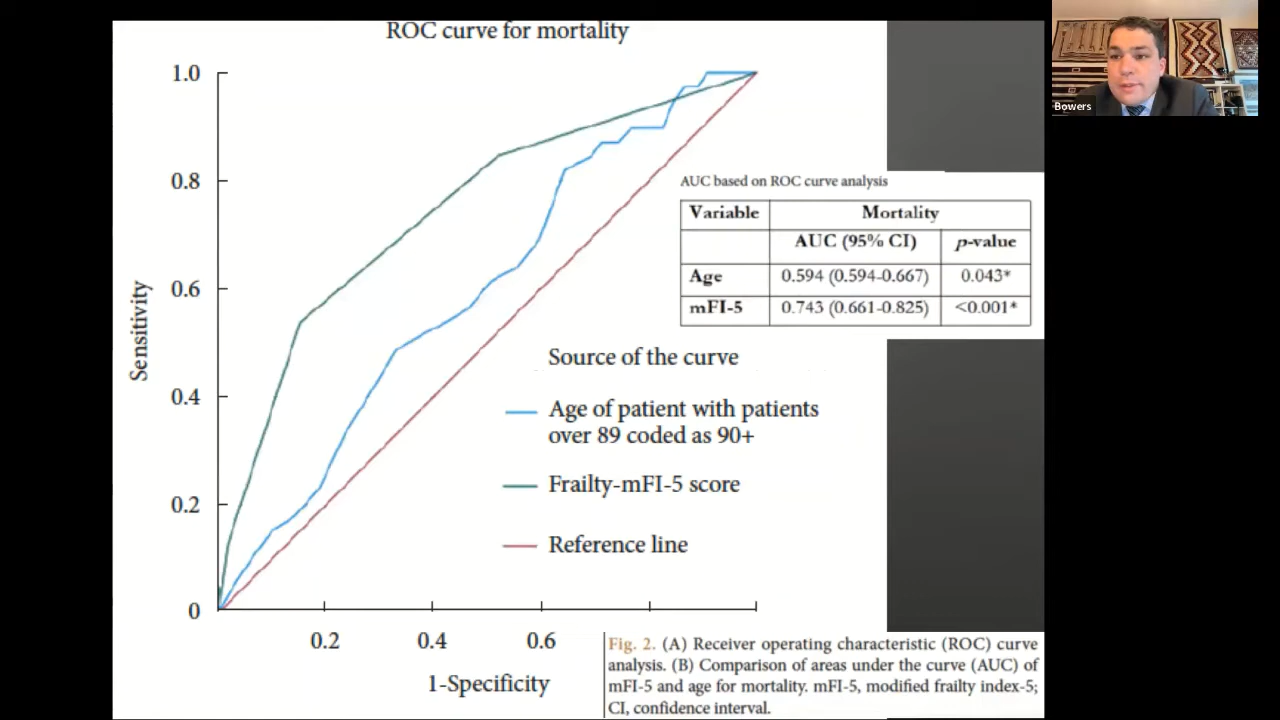 ROC curve for mortality
Bowers
1.0
0.8
0.6
0.4
0.2
0
Sensitivity
0.2
0.4
0.6
1-Specificity
AUC based on ROC curve analysis
Variable Mortality
AUC (95% CI) p-value
Age 0.594 (0.594-0.667) 0.043*
mFI-5 0.743 (0.661-0.825) <0.001*
Source of the curve
Age of patient with patients
over 89 coded as 90+
Frailty-mFI-5 score
Reference line
Fig. 2. (A) Receiver operating characteristic (ROC) curve
analysis. (B) Comparison of areas under the curve (AUC) of
mFI-5 and age for mortality. mFI-5, modified frailty index-5;
CI, confidence interval.